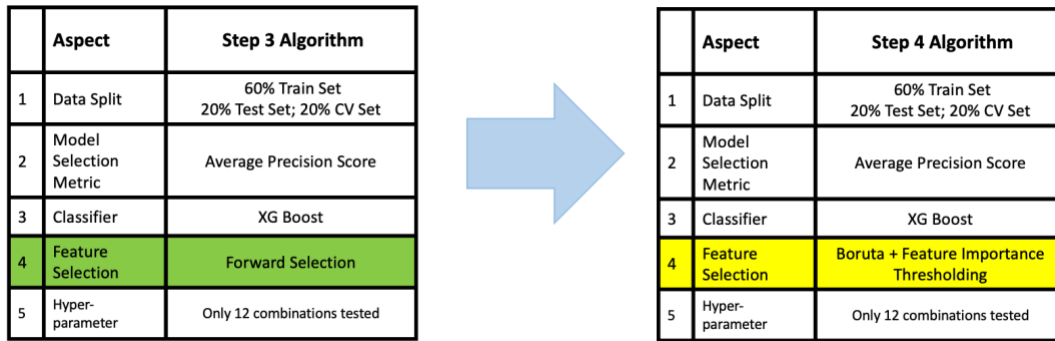 Aspect Step 3 Algorithm
1 Data Split 60% Train Set
20% Test Set; 20% CV Set
2 Model
Selection
Metric Average Precision Score
3 Classifier XG Boost
4 Feature
Selection Forward Selection
5 Hyper-
parameter Only 12 combinations tested
Aspect Step 4 Algorithm
1 Data Split 60% Train Set
20% Test Set; 20% CV Set
2 Model
Selection
Metric Average Precision Score
3 Classifier XG Boost
4 Feature
Selection Boruta + Feature Importance
Thresholding
5 Hyper-
parameter Only 12 combinations tested